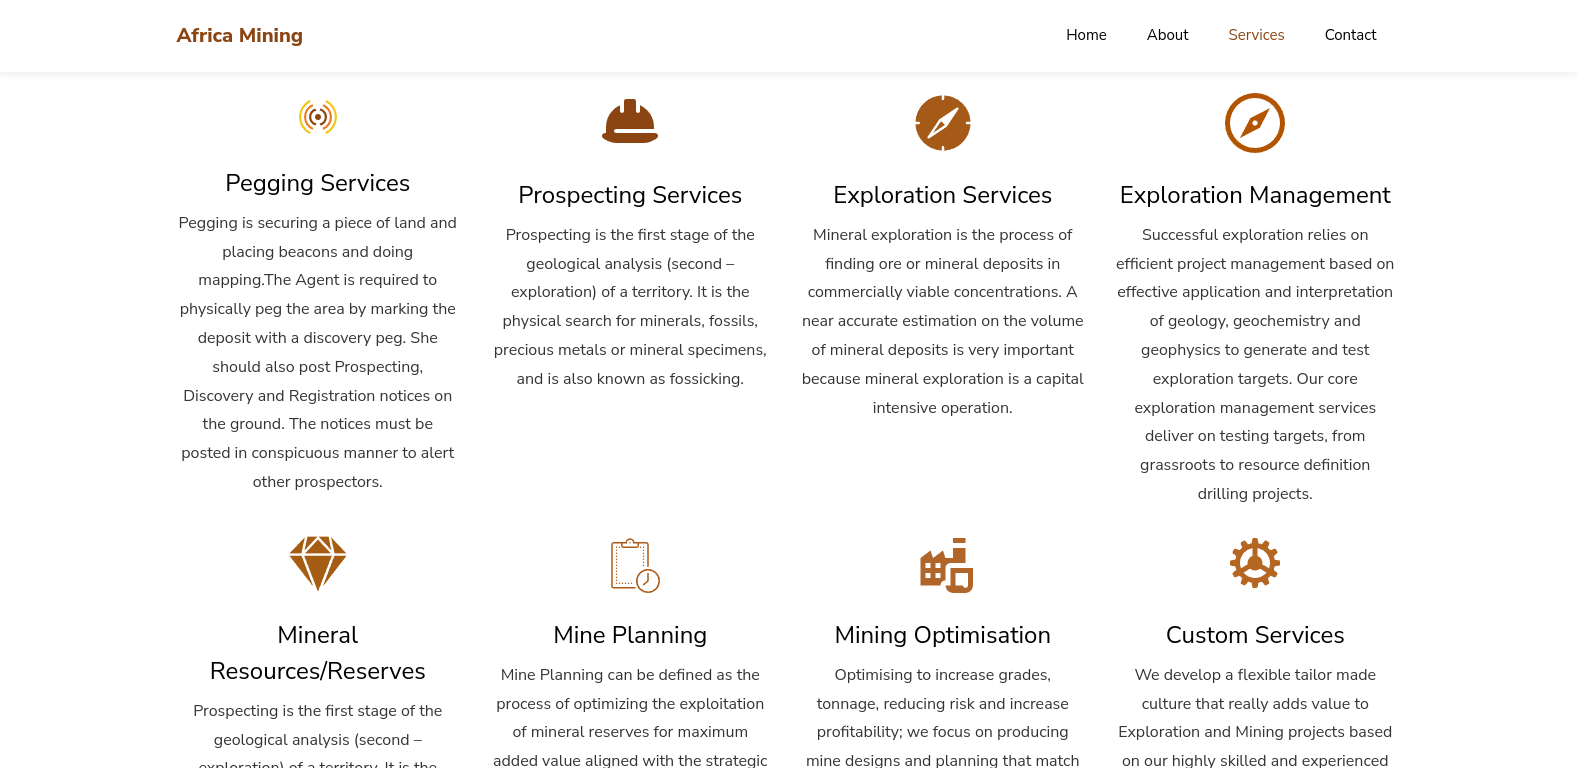 Africa Mining
Home
About
Services
Contact
Pegging Services
Pegging is securing a piece of land and
placing beacons and doing
mapping.The Agent is required to
physically peg the area by marking the
deposit with a discovery peg. She
should also post Prospecting,
Discovery and Registration notices on
the ground. The notices must be
posted in conspicuous manner to alert
other prospectors.
Prospecting Services
Prospecting is the first stage of the
geological analysis (second –
exploration) of a territory. It is the
physical search for minerals, fossils,
precious metals or mineral specimens,
and is also known as fossicking.
Exploration Services
Mineral exploration is the process of
finding ore or mineral deposits in
commercially viable concentrations. A
near accurate estimation on the volume
of mineral deposits is very important
because mineral exploration is a capital
intensive operation.
Exploration Management
Successful exploration relies on
efficient project management based on
effective application and interpretation
of geology, geochemistry and
geophysics to generate and test
exploration targets. Our core
exploration management services
deliver on testing targets, from
grassroots to resource definition
drilling projects.
Mineral
Resources/Reserves
Prospecting is the first stage of the
geological analysis (second –
exploration) of a territory. It is the
Mine Planning
Mine Planning can be defined as the
process of optimizing the exploitation
of mineral reserves for maximum
added value aligned with the strategic
Mining Optimisation
Optimising to increase grades,
tonnage, reducing risk and increase
profitability; we focus on producing
mine designs and planning that match
Custom Services
We develop a flexible tailor made
culture that really adds value to
Exploration and Mining projects based
on our highly skilled and experienced